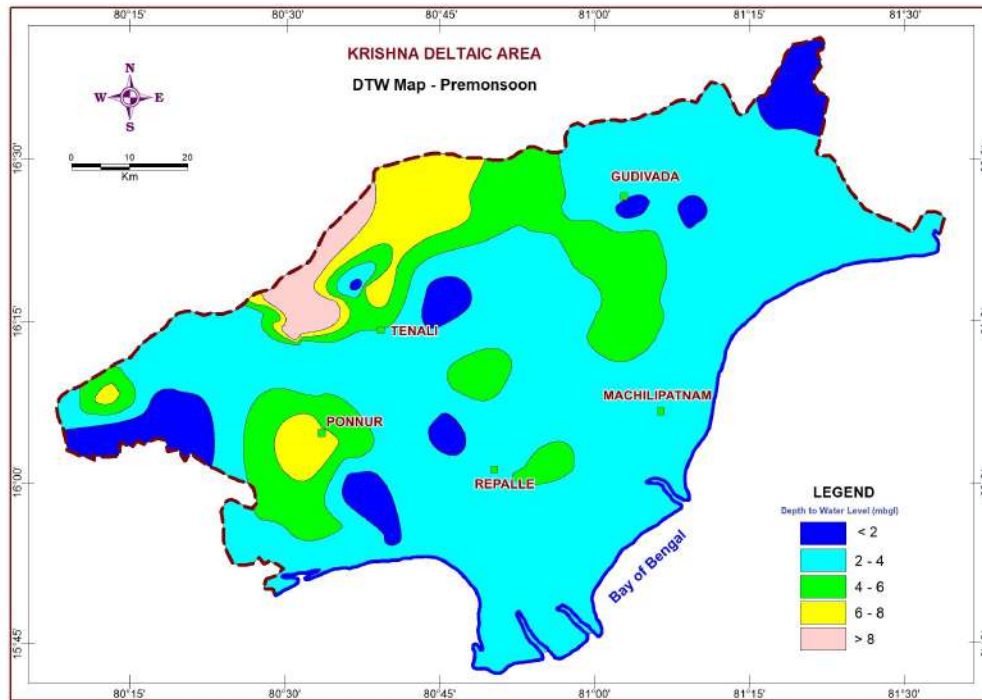 80°15' 80°30' 80°45' 81°00' 81°15' 81°30'
KRISHNA DELTAIC AREA
DTW Map - Premonsoon
N
W E
S
0 10 20
Km
16°30'
GUDIVADA
16°15'
TENALI
MACHILIPATNAM
PONNUR
REPALLE
16°00'
Bay of Bengal
LEGEND
Depth to Water Level (mbgl)
< 2
2 - 4
4 - 6
6 - 8
> 8
15°45'
80°15' 80°30' 80°45' 81°00' 81°15' 81°30'